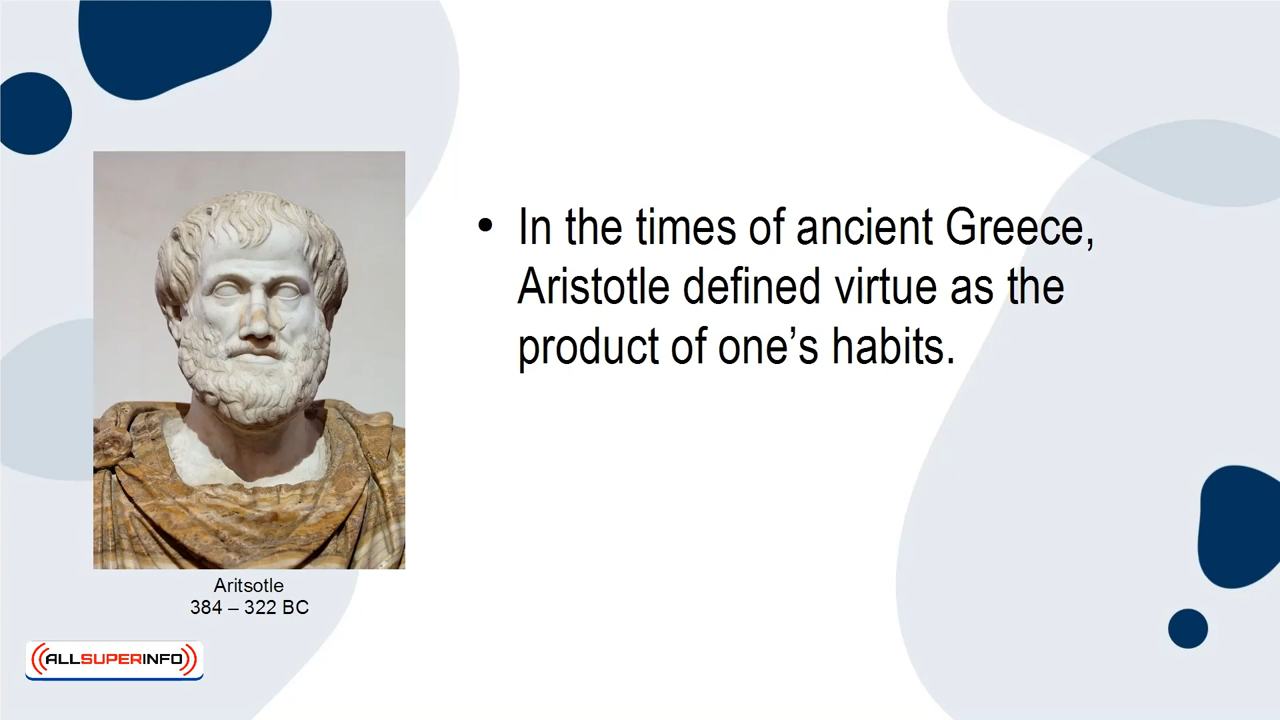 • In the times of ancient Greece,
Aristotle defined virtue as the
product of one’s habits.
Aritsotle
384 – 322 BC
ALLSUPERINFO